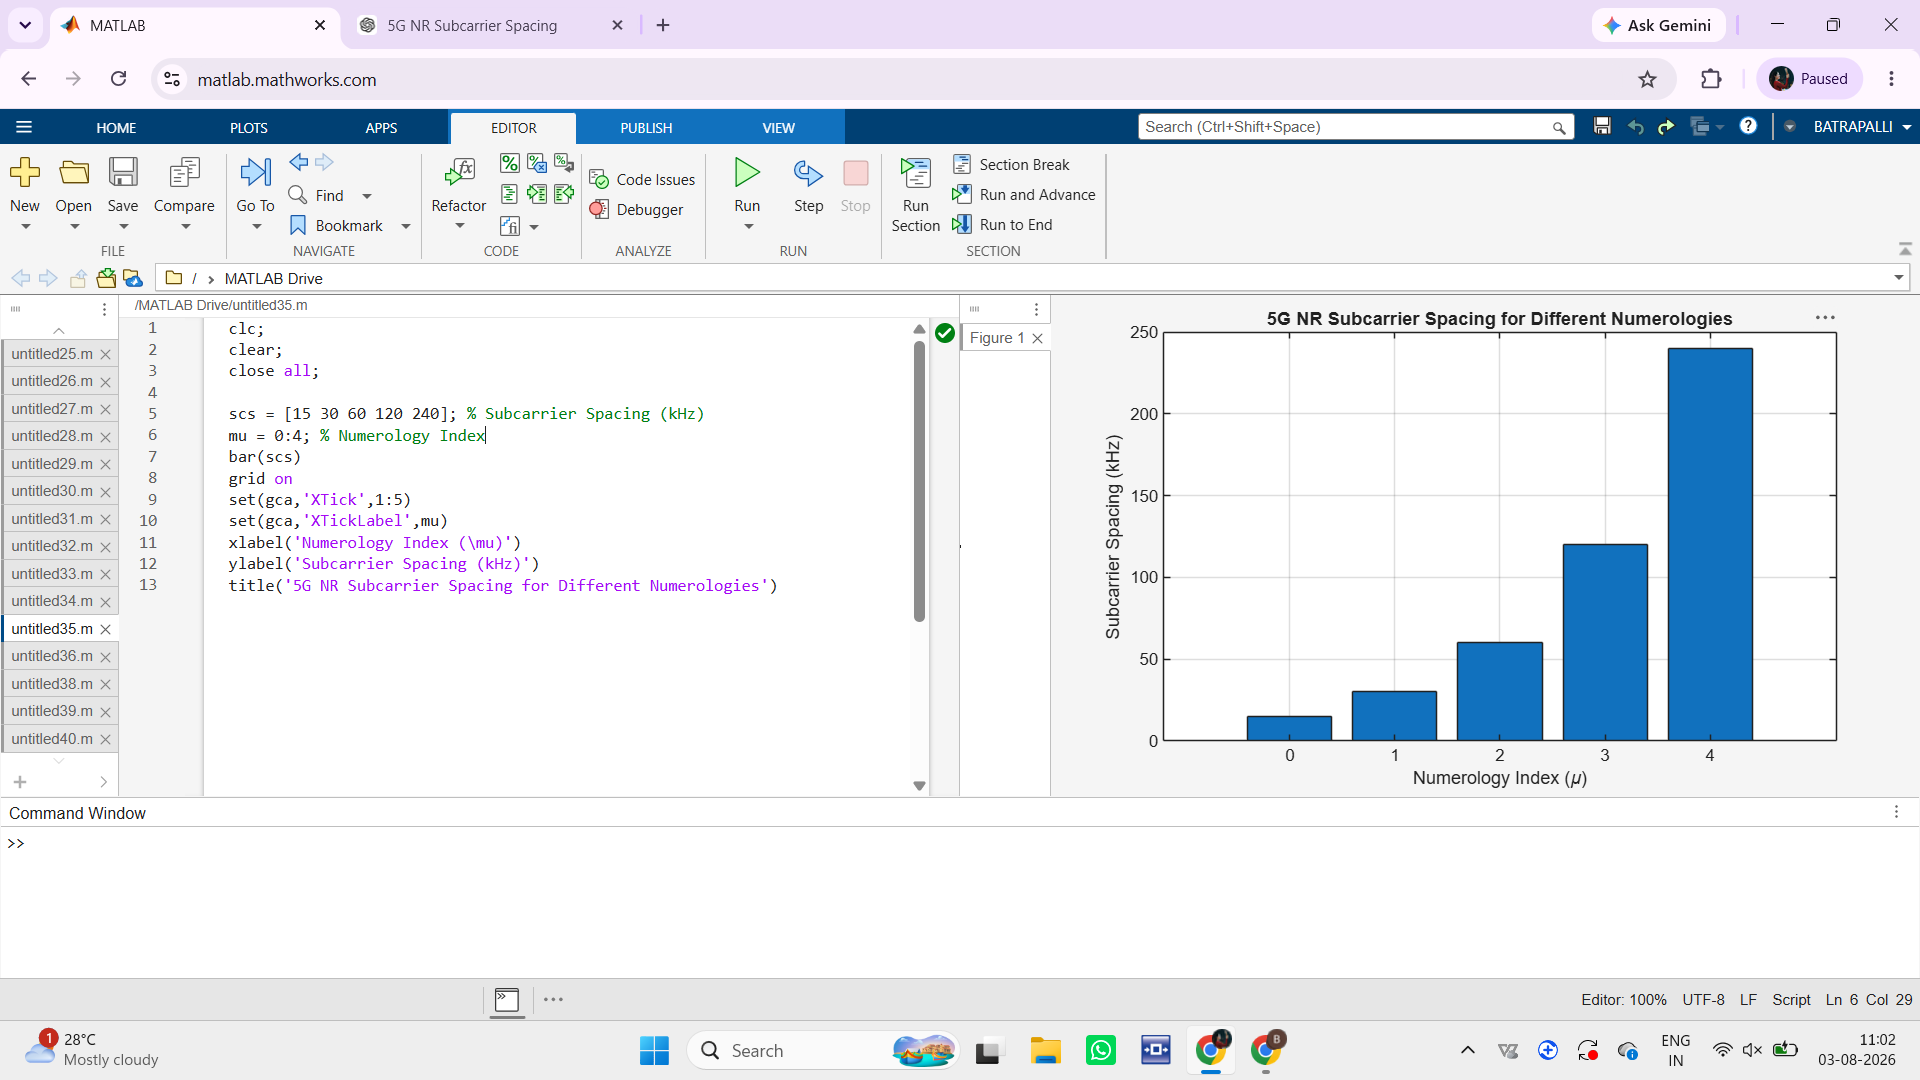 MATLAB
5G NR Subcarrier Spacing
Ask Gemini
matlab.mathworks.com
Paused
HOME
PLOTS
APPS
EDITOR
PUBLISH
VIEW
Search (Ctrl+Shift+Space)
BATRAPALLI
New
Open
Save
Compare
FILE
Go To
Find
Bookmark
NAVIGATE
Refactor
CODE
Code Issues
Debugger
ANALYZE
Run
Step
Stop
RUN
Run
Section
Section Break
Run and Advance
Run to End
SECTION
/ MATLAB Drive
/MATLAB Drive/untitled35.m
untitled25.m
untitled26.m
untitled27.m
untitled28.m
untitled29.m
untitled30.m
untitled31.m
untitled32.m
untitled33.m
untitled34.m
untitled35.m
untitled36.m
untitled38.m
untitled39.m
untitled40.m
1 clc;
2 clear;
3 close all;
4
5 scs = [15 30 60 120 240]; % Subcarrier Spacing (kHz)
6 mu = 0:4; % Numerology Index
7 bar(scs)
8 grid on
9 set(gca,'XTick',1:5)
10 set(gca,'XTickLabel',mu)
11 xlabel('Numerology Index (\mu)')
12 ylabel('Subcarrier Spacing (kHz)')
13 title('5G NR Subcarrier Spacing for Different Numerologies')
Figure 1
5G NR Subcarrier Spacing for Different Numerologies
250
200
150
100
50
0
Subcarrier Spacing (kHz)
0 1 2 3 4
Numerology Index (μ)
Command Window
>>
Editor: 100% UTF-8 LF Script Ln 6 Col 29
1
28°C
Mostly cloudy
Search
B
ENG
IN
11:02
03-08-2026